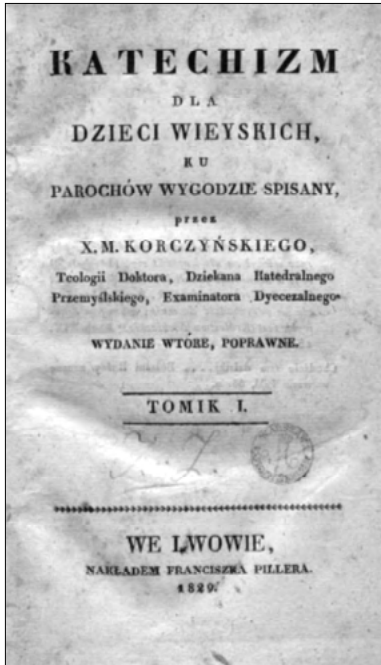 KATECHIZM
DLA
DZIECI WIEYSKICH,
KU
PAROCHÓW WYGODZIE SPISANY,
przez
X. M. KORCZYŃSKIEGO,
Teologii Doktora, Dziekana Katedralnego
Przemyślskiego, Examinatora Dyecezalnego.
WYDANIE WTÓRE, POPRAWNE.
TOMIK I.
WE LWOWIE,
NAKŁADEM FRANCISZKA PILLERA.
1829.